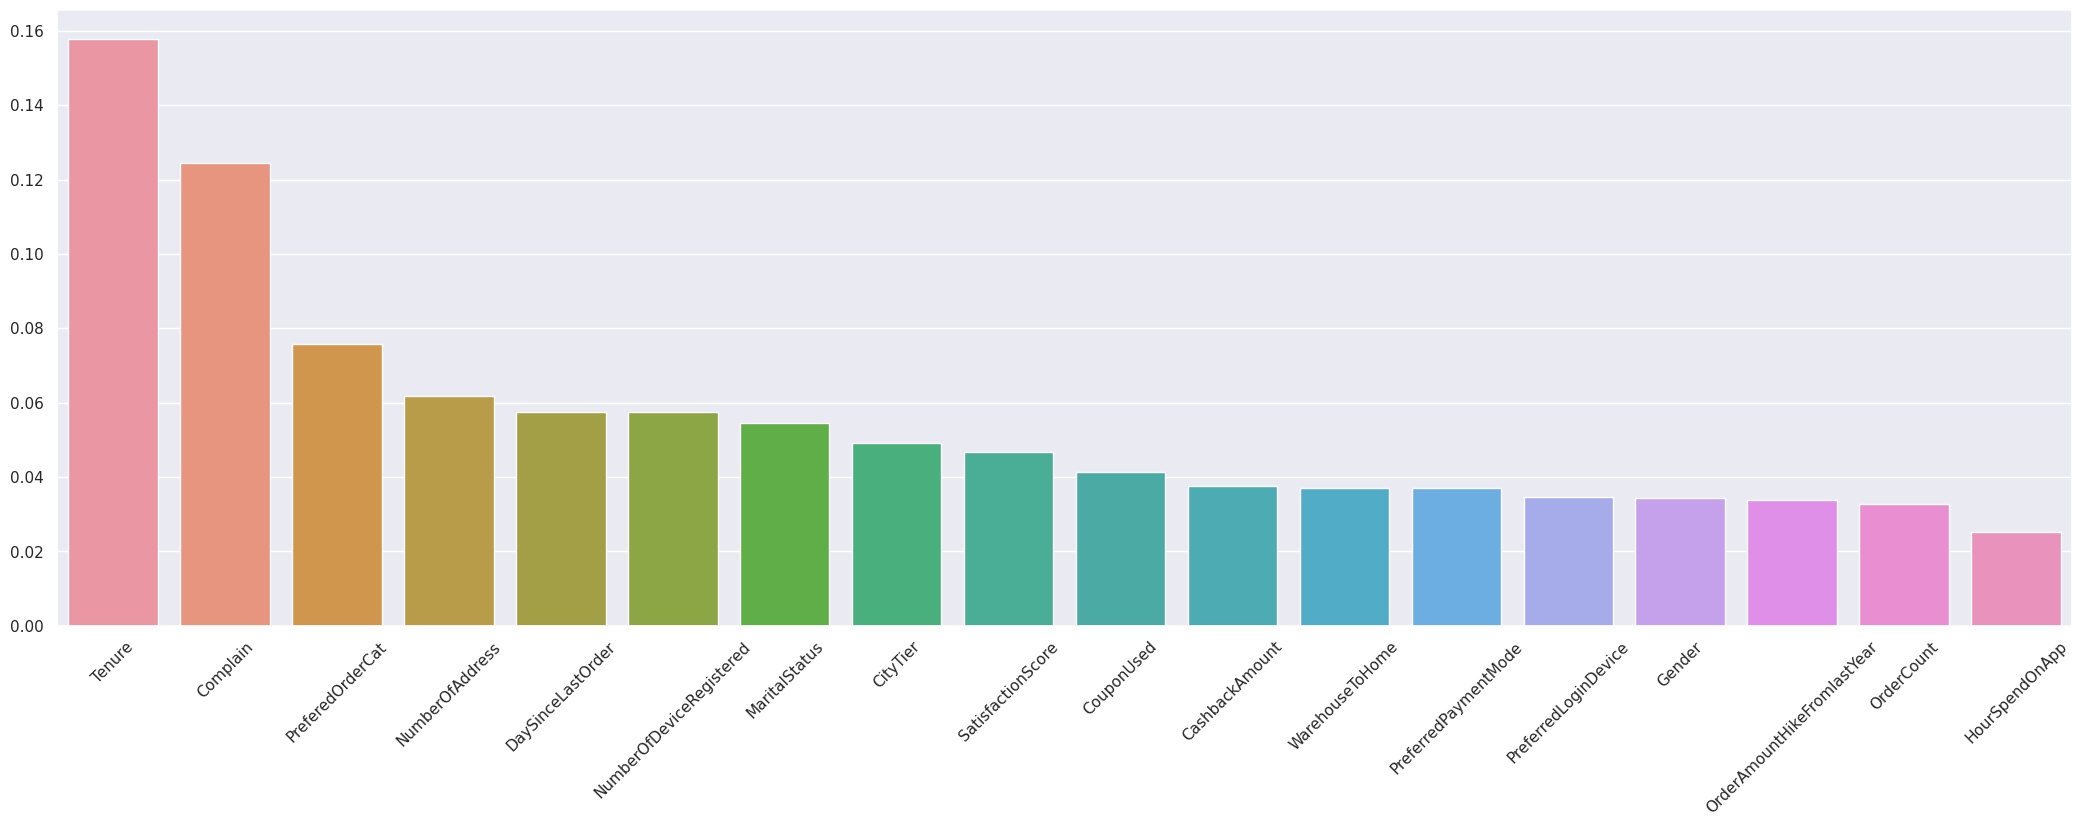 0.16
0.14
0.12
0.10
0.08
0.06
0.04
0.02
0.00
Tenure
Complain
PreferedOrderCat
NumberOfAddress
DaySinceLastOrder
NumberOfDeviceRegistered
MaritalStatus
CityTier
SatisfactionScore
CouponUsed
CashbackAmount
WarehouseToHome
PreferredPaymentMode
PreferredLoginDevice
Gender
OrderAmountHikeFromlastYear
OrderCount
HourSpendOnApp